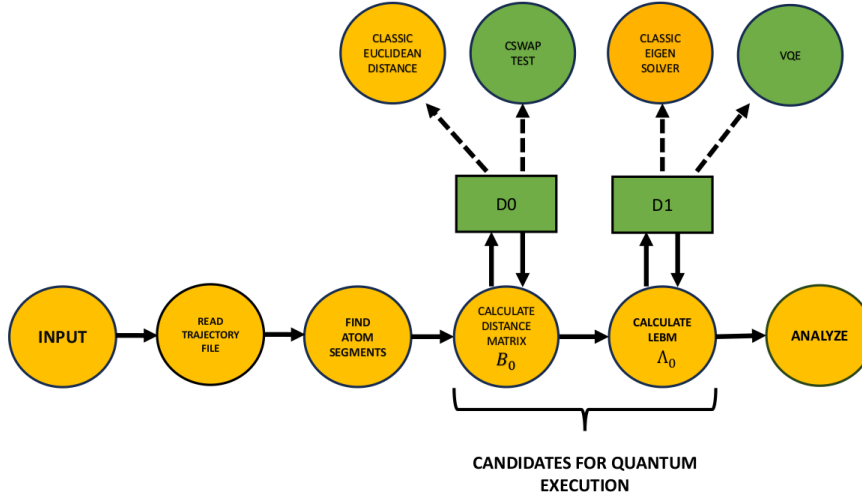 CLASSIC
EUCLIDEAN
DISTANCE
CSWAP
TEST
CLASSIC
EIGEN
SOLVER
VQE
D0
D1
INPUT
READ
TRAJECTORY
FILE
FIND
ATOM
SEGMENTS
CALCULATE
DISTANCE
MATRIX
B₀
CALCULATE
LEBM
Λ₀
ANALYZE
CANDIDATES FOR QUANTUM
EXECUTION